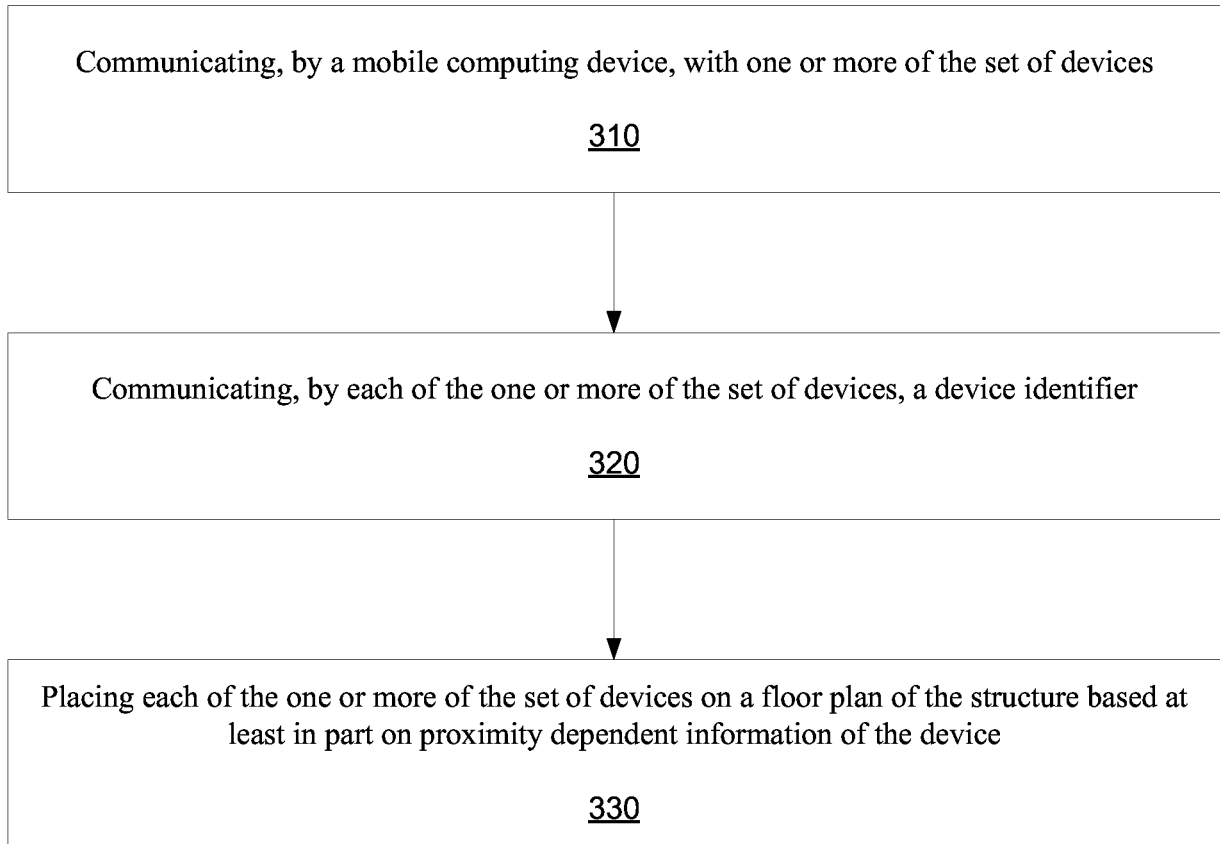 Communicating, by a mobile computing device, with one or more of the set of devices
310
Communicating, by each of the one or more of the set of devices, a device identifier
320
Placing each of the one or more of the set of devices on a floor plan of the structure based at
least in part on proximity dependent information of the device
330